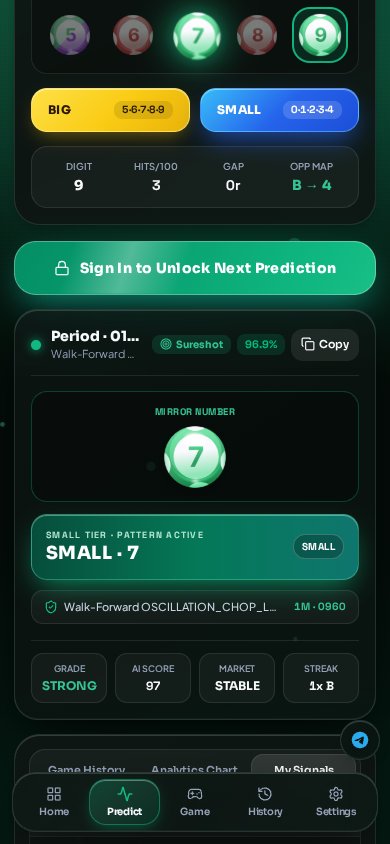 5 6 7 8 9
BIG 5·6·7·8·9 SMALL 0·1·2·3·4
DIGIT HITS/100 GAP OPP MAP
9 3 0r B → 4
Sign In to Unlock Next Prediction
Period · 01... Sureshot 96.9% Copy
Walk-Forward ...
MIRROR NUMBER
7
SMALL TIER · PATTERN ACTIVE
SMALL · 7 SMALL
Walk-Forward OSCILLATION_CHOP_L... 1M · 0960
GRADE AI SCORE MARKET STREAK
STRONG 97 STABLE 1x B
Game History Analytics Chart My Signals
Home Predict Game History Settings